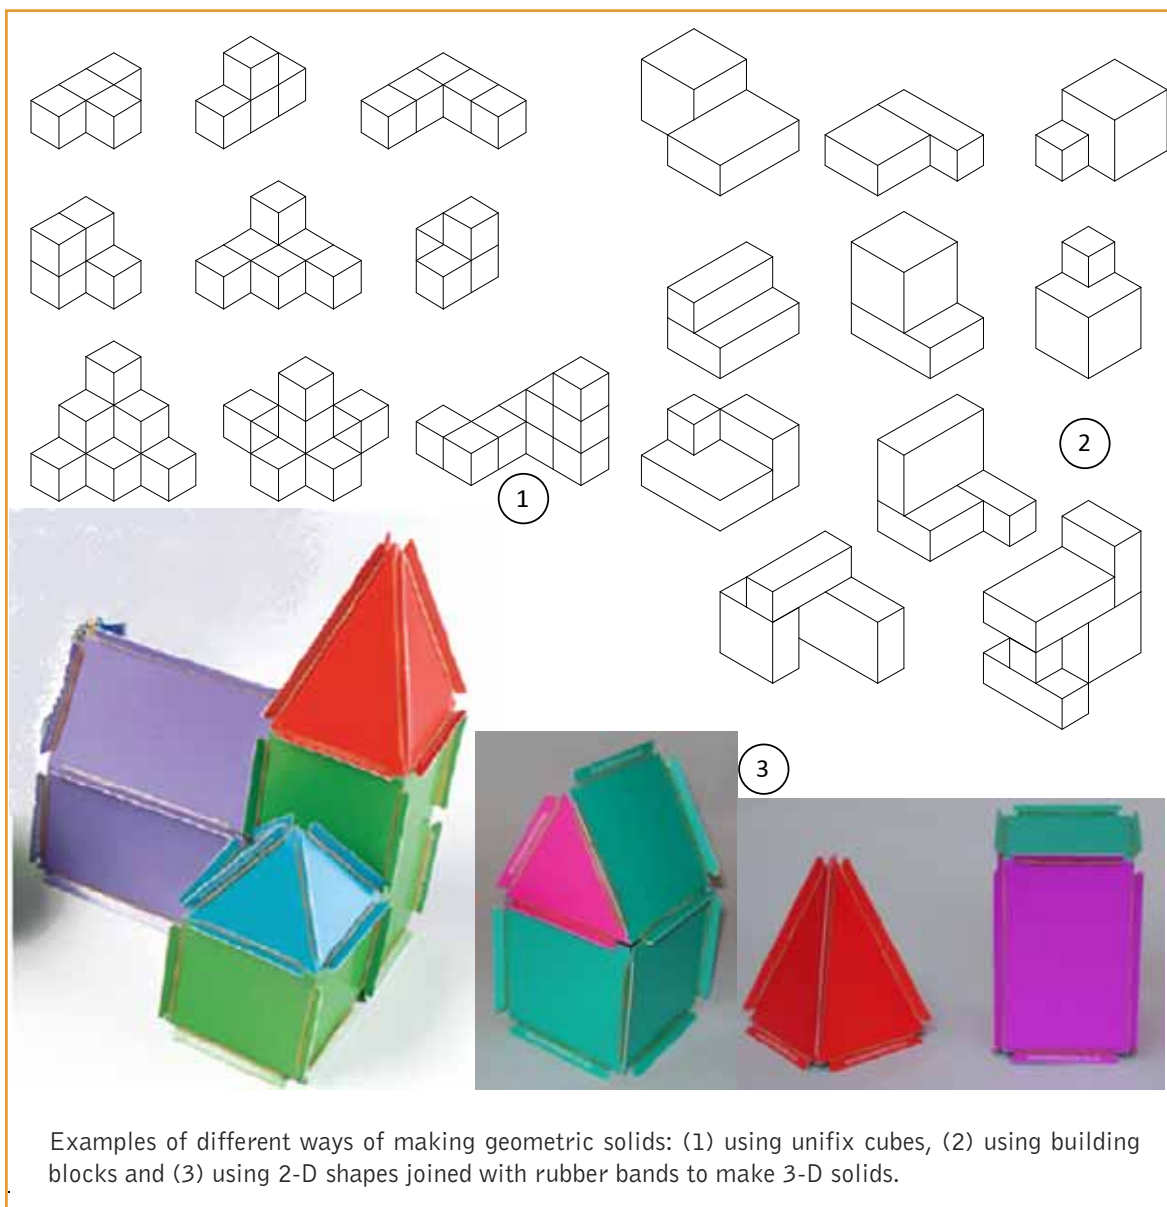 1
2
3
Examples of different ways of making geometric solids: (1) using unifix cubes, (2) using building
blocks and (3) using 2-D shapes joined with rubber bands to make 3-D solids.